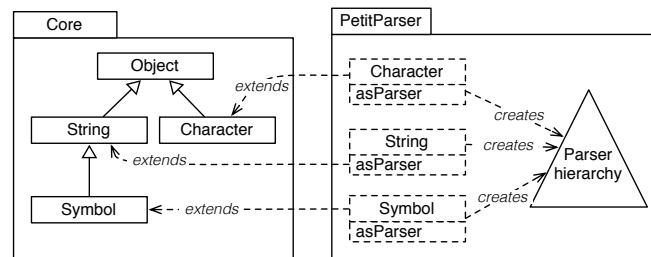 Core
PetitParser
Object
String
Character
Symbol
extends
extends
extends
Character
asParser
String
asParser
Symbol
asParser
creates
creates
creates
Parser
hierarchy